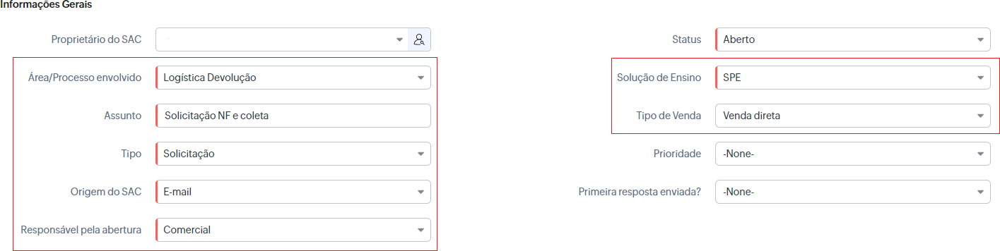 Informações Gerais
Proprietário do SAC
Status Aberto
Área/Processo envolvido Logística Devolução
Solução de Ensino SPE
Assunto Solicitação NF e coleta
Tipo de Venda Venda direta
Tipo Solicitação
Prioridade -None-
Origem do SAC E-mail
Primeira resposta enviada? -None-
Responsável pela abertura Comercial